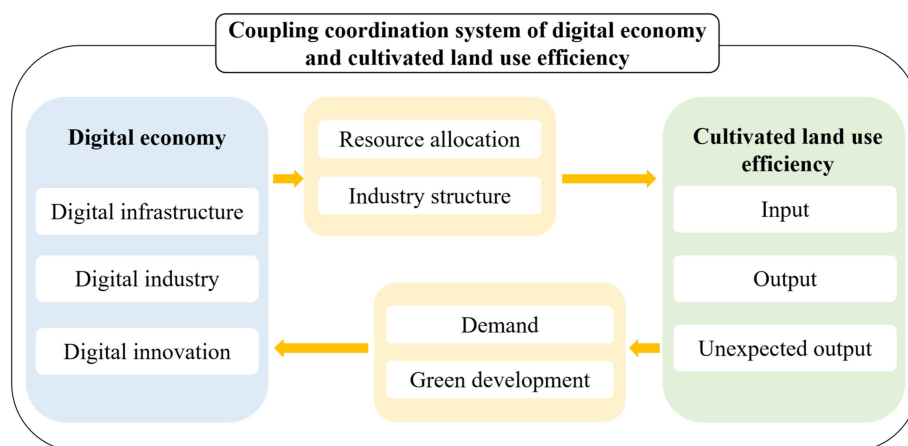 Coupling coordination system of digital economy
and cultivated land use efficiency
Digital economy
Digital infrastructure
Digital industry
Digital innovation
Resource allocation
Industry structure
Cultivated land use
efficiency
Input
Output
Unexpected output
Demand
Green development